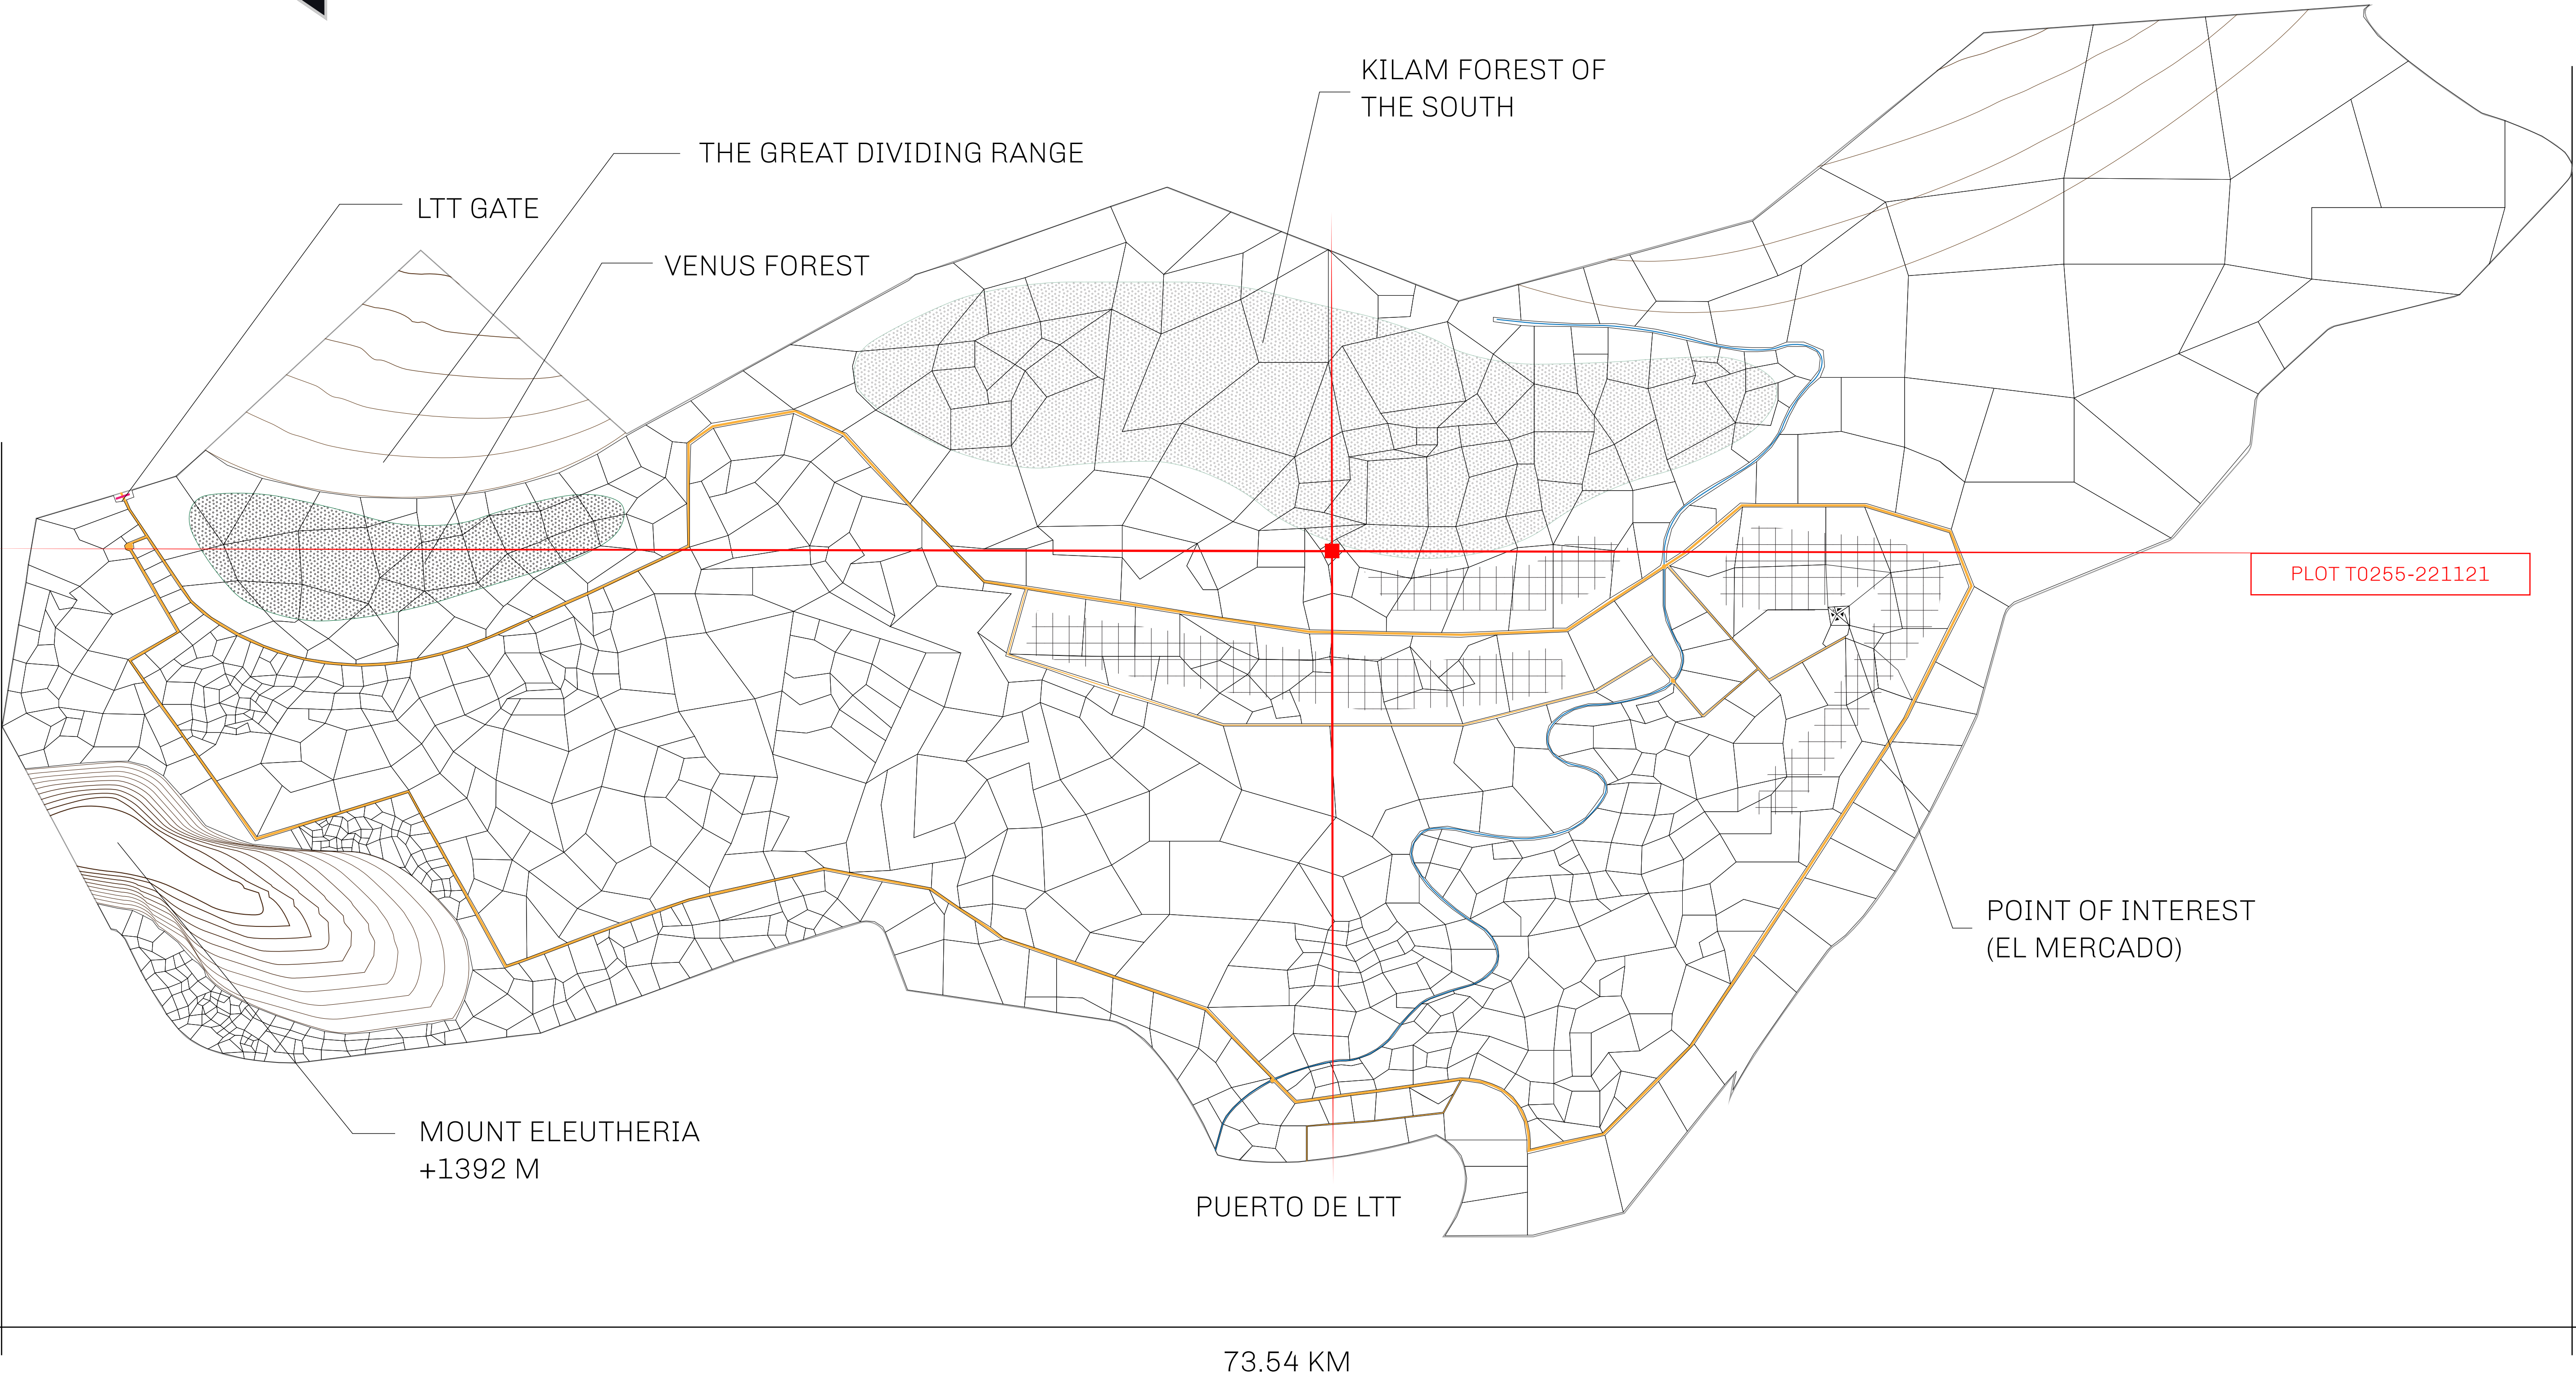 KILAM FOREST OF
THE SOUTH
THE GREAT DIVIDING RANGE
LTT GATE
VENUS FOREST
PLOT T0255-221121
POINT OF INTEREST
(EL MERCADO)
MOUNT ELEUTHERIA
+1392 M
PUERTO DE LTT
73.54 KM